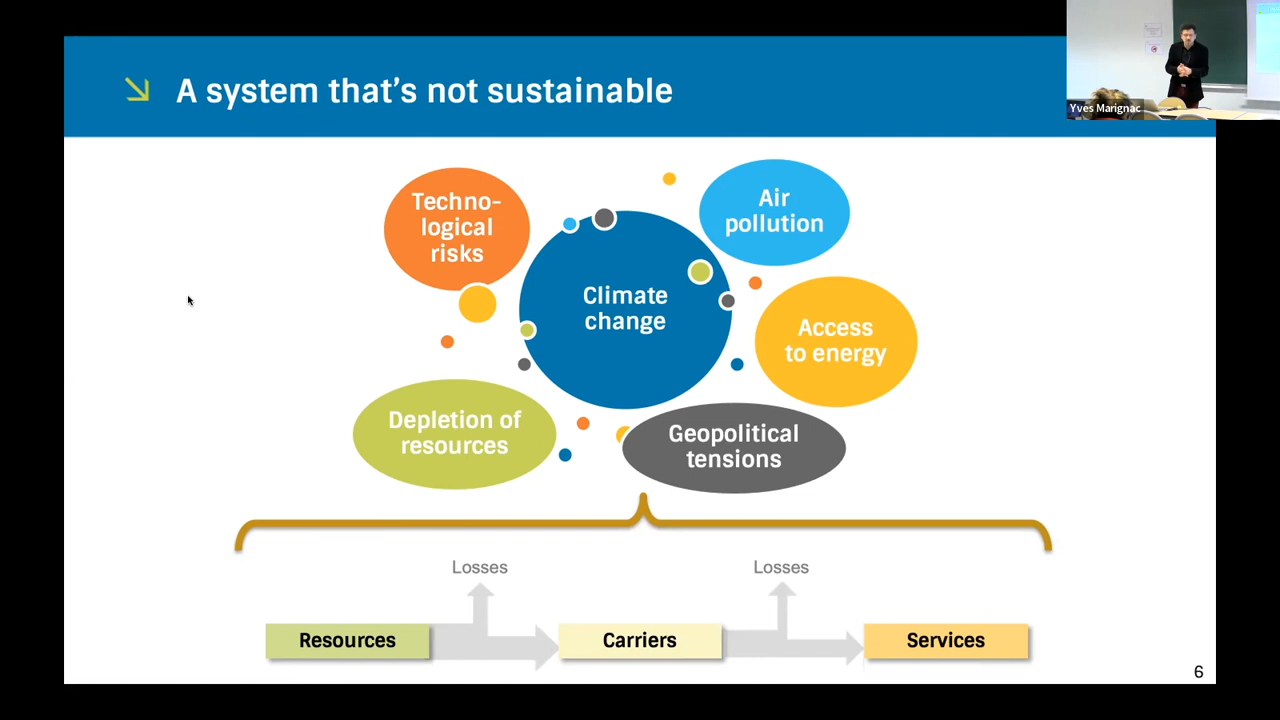 A system that's not sustainable
Yves Marignac
Techno-
logical
risks
Air
pollution
Climate
change
Access
to energy
Depletion of
resources
Geopolitical
tensions
Losses
Losses
Resources
Carriers
Services
6